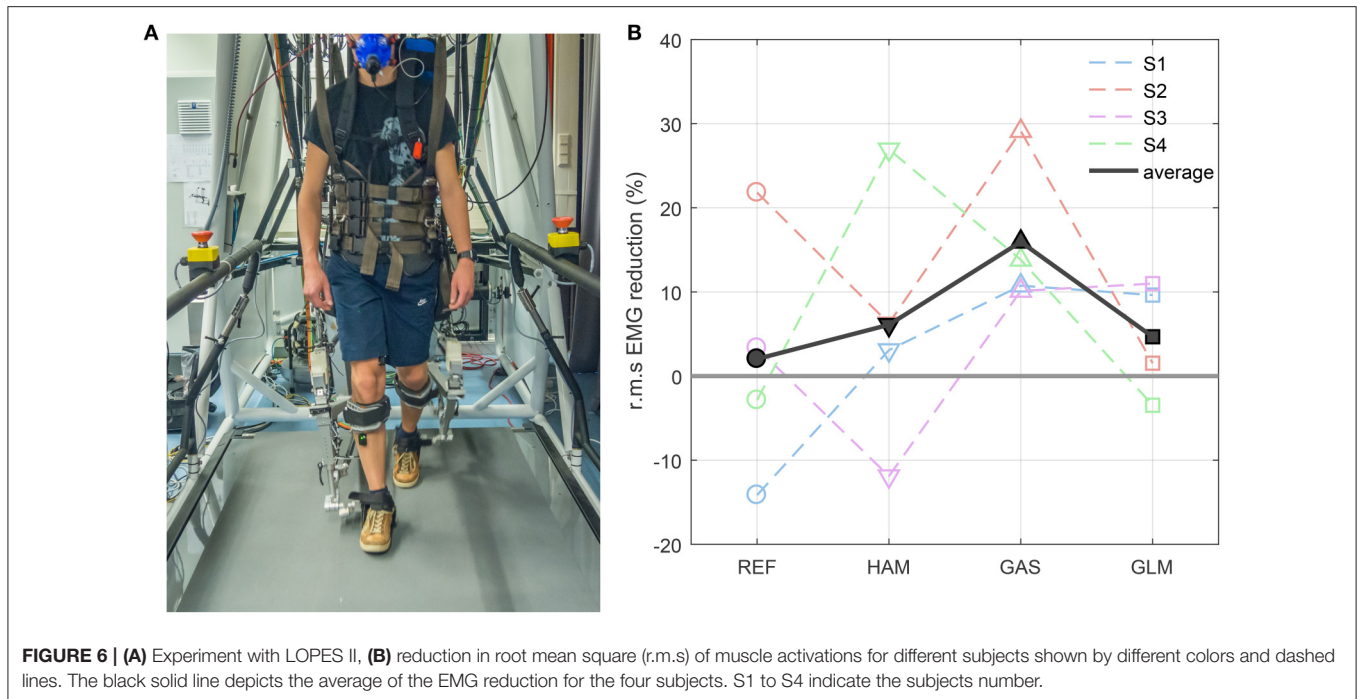 A
B
40
30
20
10
0
-10
-20
r.m.s EMG reduction (%)
REF HAM GAS GLM
S1
S2
S3
S4
average
FIGURE 6 | (A) Experiment with LOPES II, (B) reduction in root mean square (r.m.s) of muscle activations for different subjects shown by different colors and dashed
lines. The black solid line depicts the average of the EMG reduction for the four subjects. S1 to S4 indicate the subjects number.